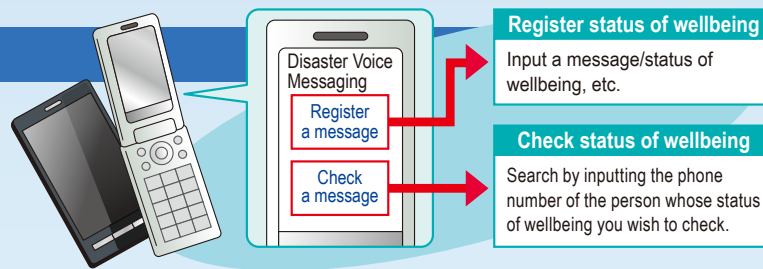 Disaster Voice
Messaging
Register
a message
Check
a message
Register status of wellbeing
Input a message/status of
wellbeing, etc.
Check status of wellbeing
Search by inputting the phone
number of the person whose status
of wellbeing you wish to check.